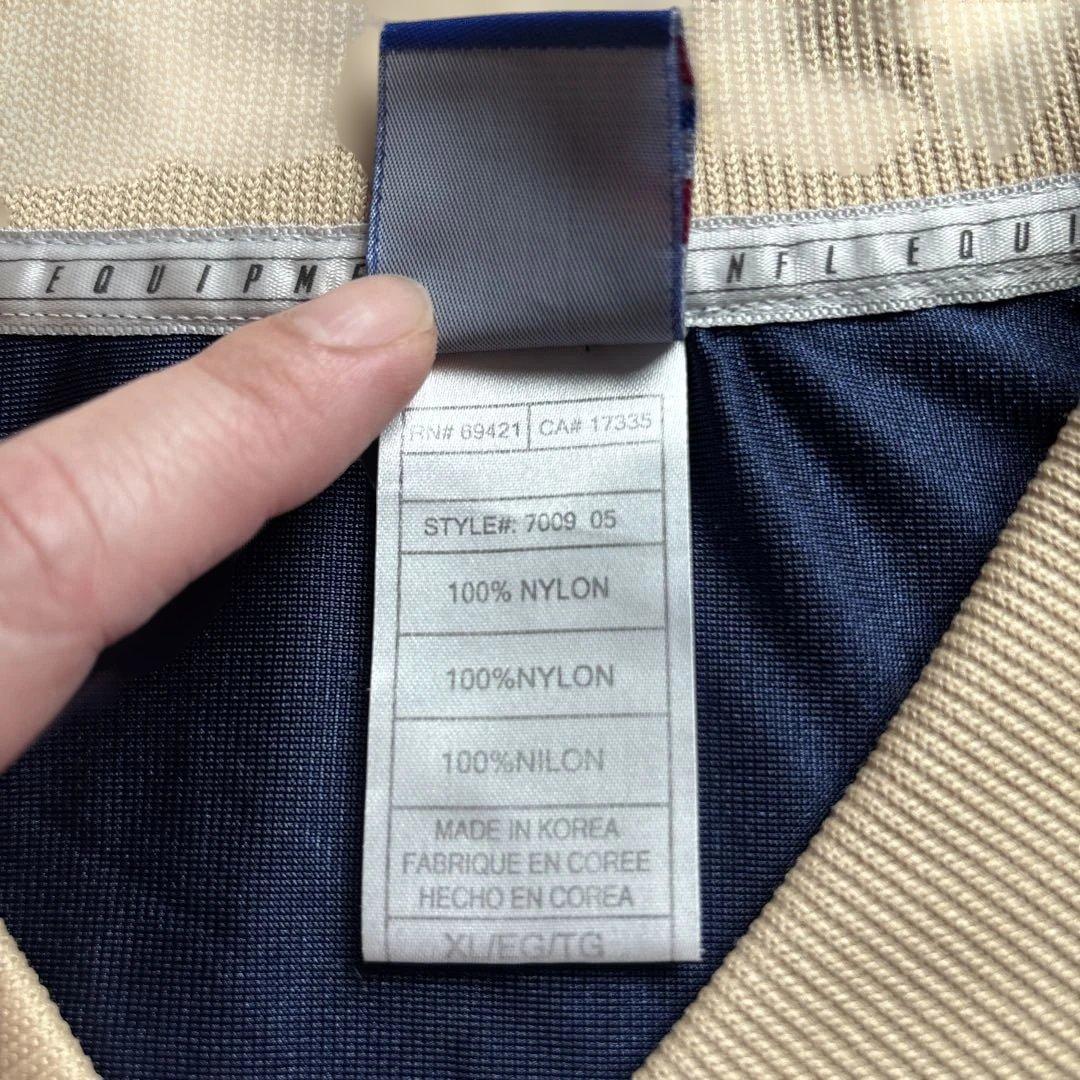 EQUIPME
NFL EQUI
RN# 69421 CA# 17335
STYLE#: 7009 05
100% NYLON
100%NYLON
100%NILON
MADE IN KOREA
FABRIQUE EN COREE
HECHO EN COREA
XL/EG/TG